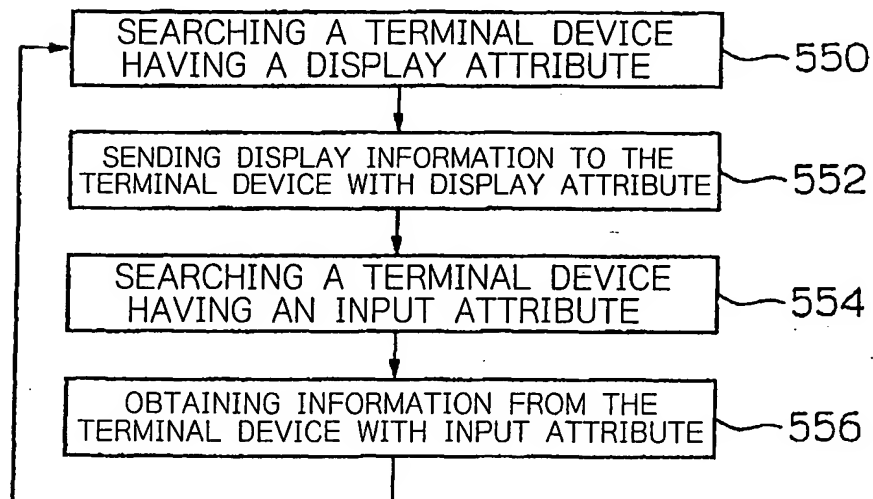 SEARCHING A TERMINAL DEVICE
HAVING A DISPLAY ATTRIBUTE
550
SENDING DISPLAY INFORMATION TO THE
TERMINAL DEVICE WITH DISPLAY ATTRIBUTE
552
SEARCHING A TERMINAL DEVICE
HAVING AN INPUT ATTRIBUTE
554
OBTAINING INFORMATION FROM THE
TERMINAL DEVICE WITH INPUT ATTRIBUTE
556